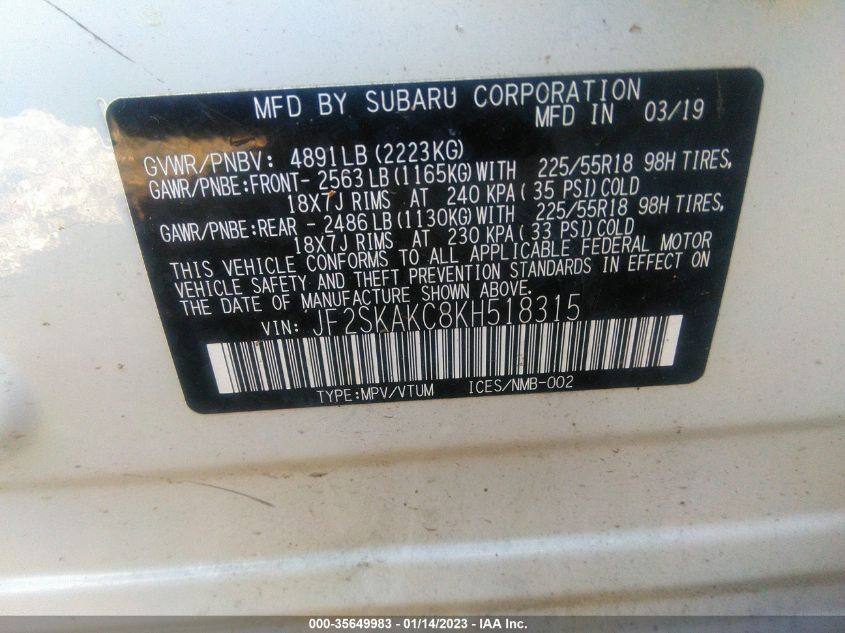 MFD BY SUBARU CORPORATION
MFD IN 03/19
GVWR/PNBV: 4891LB (2223KG)
GAWR/PNBE:FRONT- 2563 LB (1165KG) WITH 225/55R18 98H TIRES,
18X7J RIMS AT 240 KPA ( 35 PSI) COLD
GAWR/PNBE:REAR - 2486 LB (1130KG) WITH 225/55R18 98H TIRES,
18X7J RIMS AT 230 KPA ( 33 PSI) COLD
THIS VEHICLE CONFORMS TO ALL APPLICABLE FEDERAL MOTOR
VEHICLE SAFETY AND THEFT PREVENTION STANDARDS IN EFFECT ON
THE DATE OF MANUFACTURE SHOWN ABOVE.
VIN: JF2SKAKC8KH518315
TYPE:MPV/VTUM ICES/NMB-002
000-35649983 - 01/14/2023 - IAA Inc.